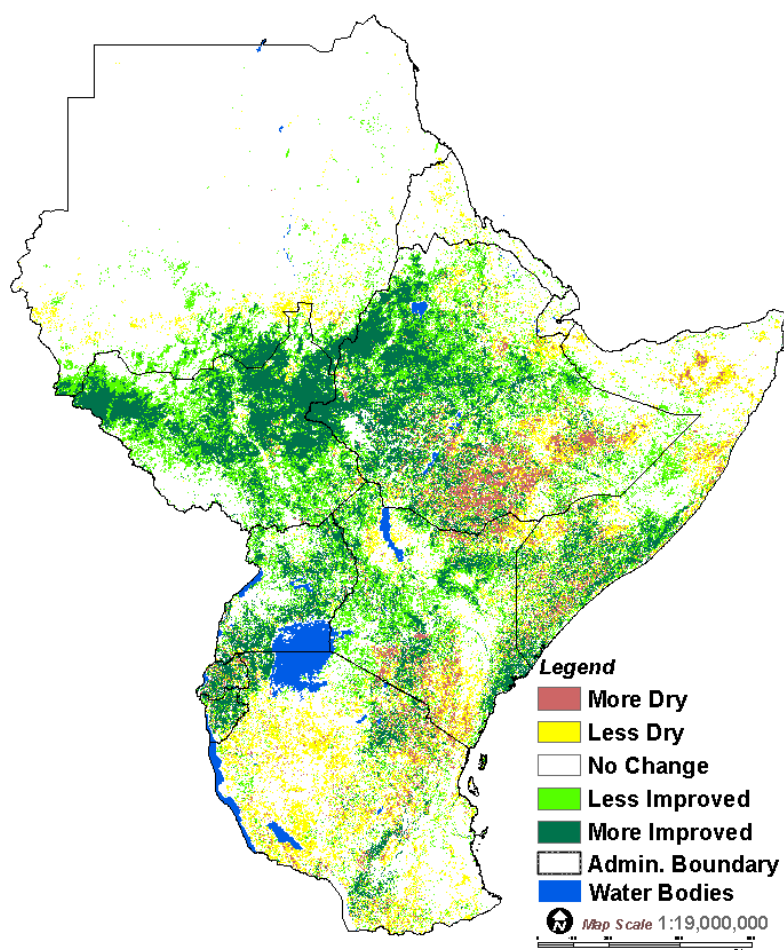 Legend
More Dry
Less Dry
No Change
Less Improved
More Improved
Admin. Boundary
Water Bodies
N Map Scale 1:19,000,000